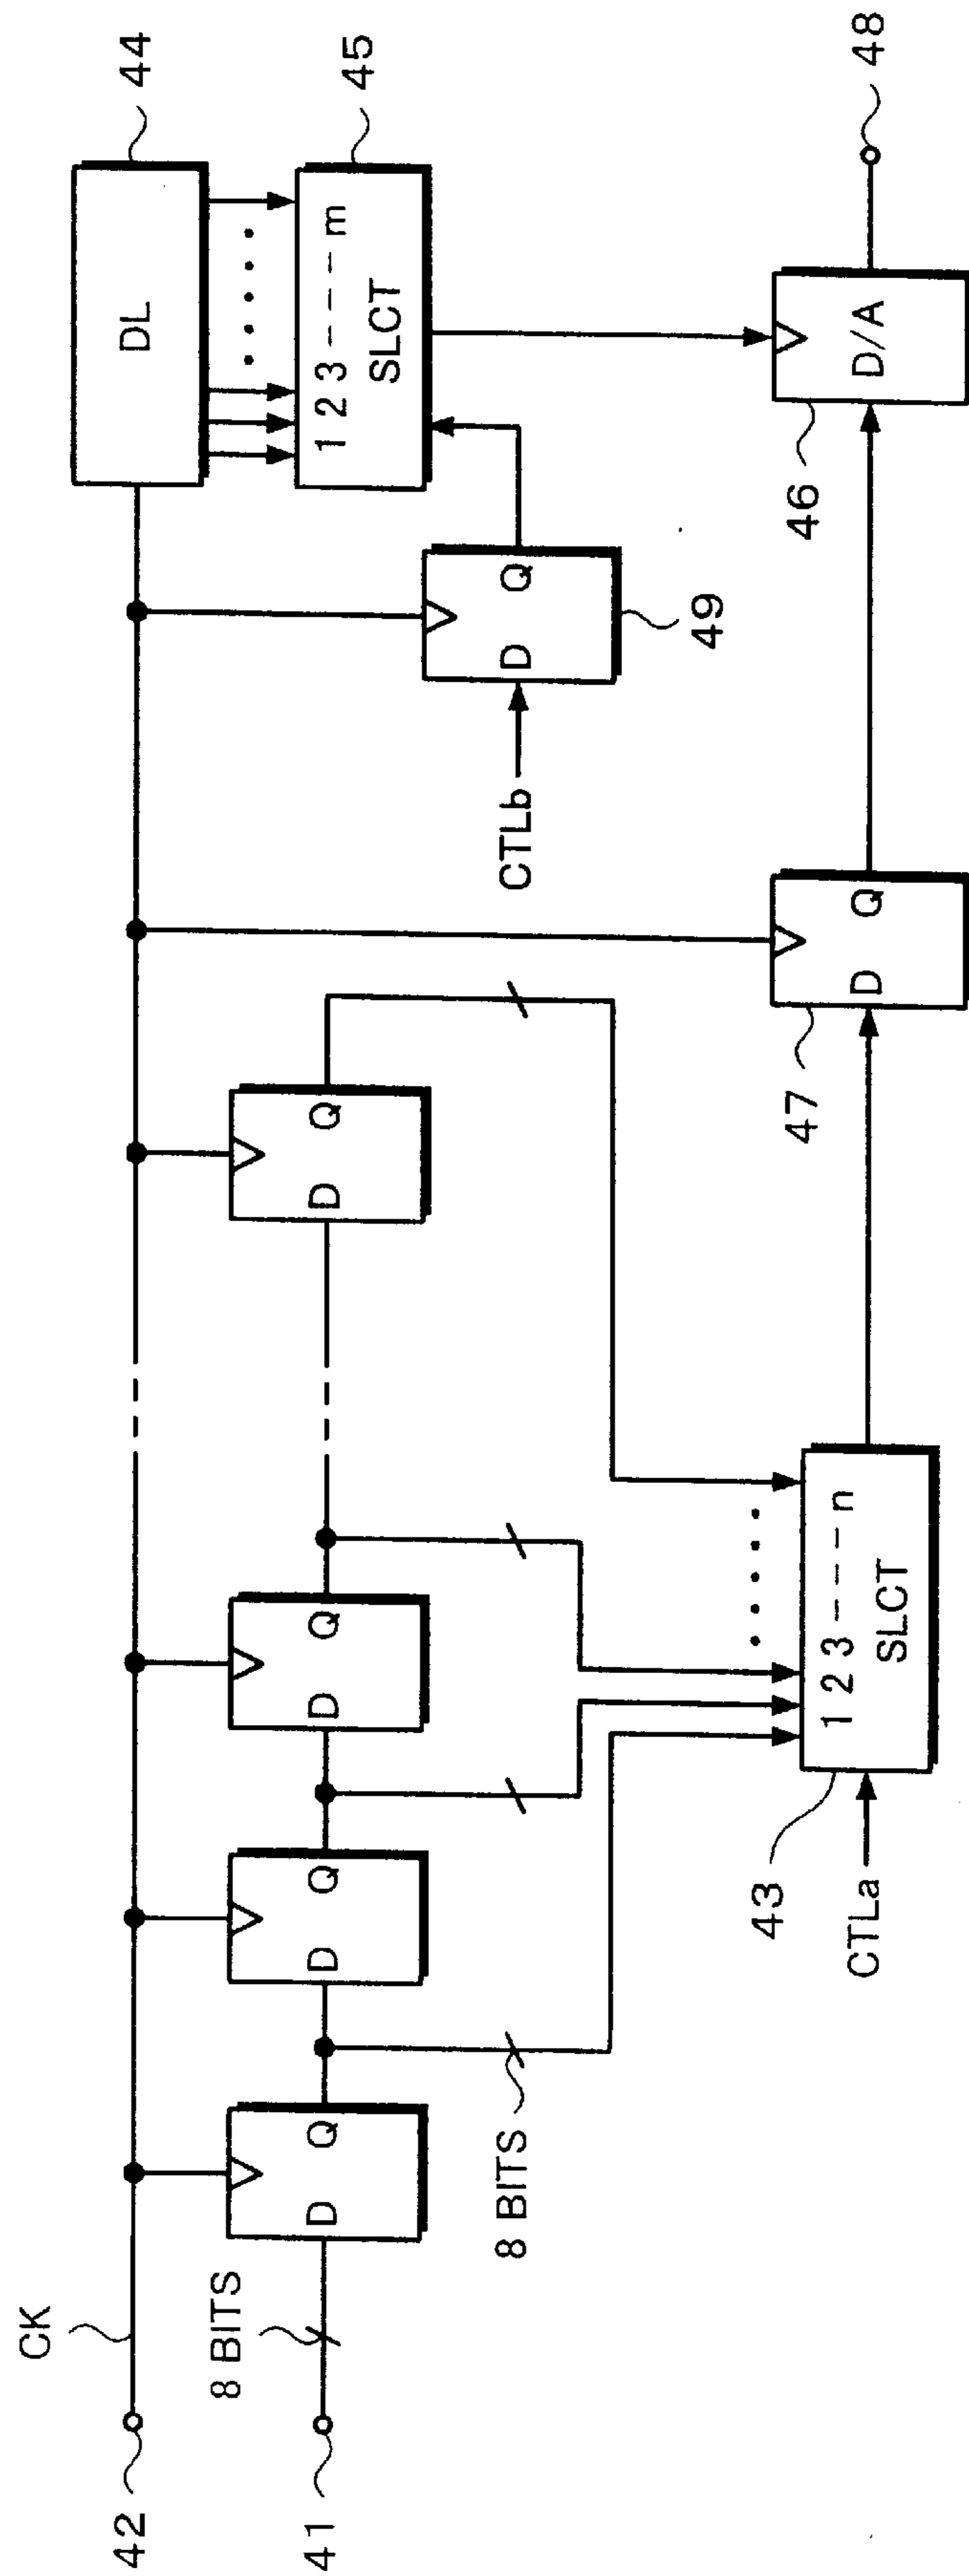 42
CK
41
8 BITS
D Q
D Q
D Q
D Q
8 BITS
DL
44
1 2 3 ---- m
SLCT
45
CTLb
D Q
49
CTLa
43
1 2 3 ---- n
SLCT
47
D Q
46
D/A
48